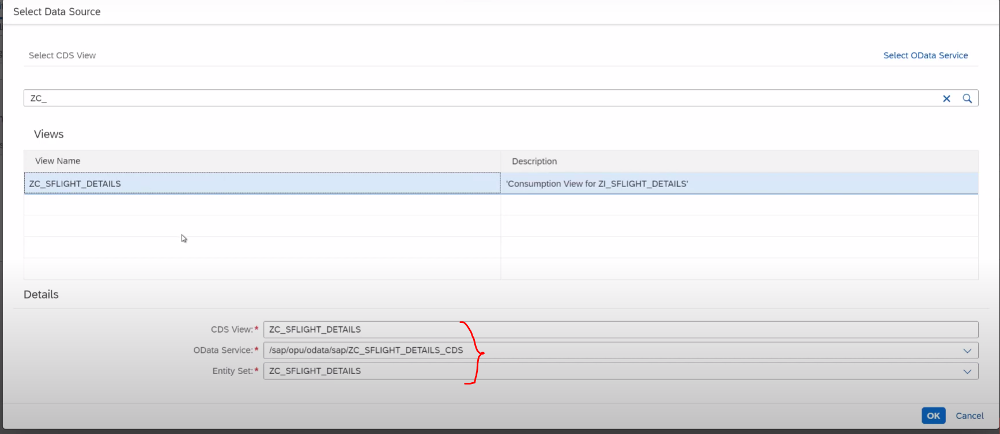 Select Data Source
Select CDS View
Select OData Service
ZC_
Views
View Name
Description
ZC_SFLIGHT_DETAILS
'Consumption View for ZI_SFLIGHT_DETAILS'
Details
CDS View:* ZC_SFLIGHT_DETAILS
OData Service:* /sap/opu/odata/sap/ZC_SFLIGHT_DETAILS_CDS
Entity Set:* ZC_SFLIGHT_DETAILS
OK
Cancel